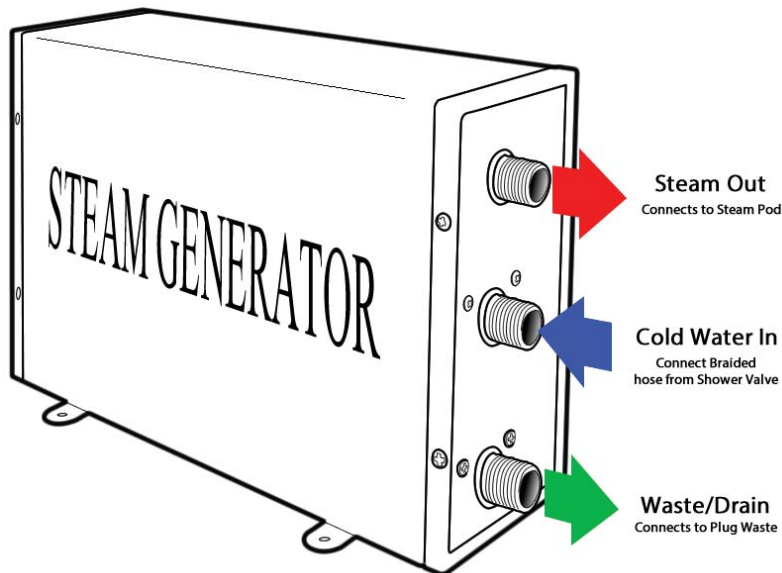 STEAM GENERATOR
Steam Out
Connects to Steam Pod
Cold Water In
Connect Braided
hose from Shower Valve
Waste/Drain
Connects to Plug Waste